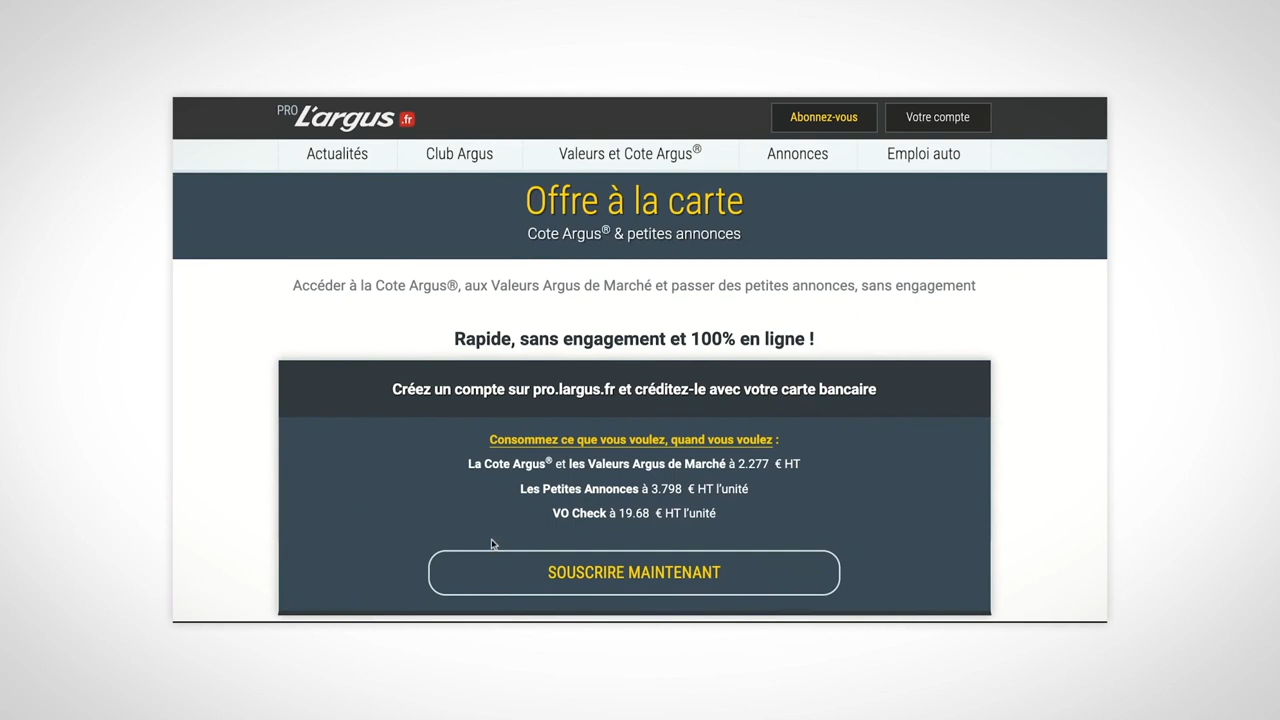 PRO L'argus .fr
Abonnez-vous
Votre compte
Actualités
Club Argus
Valeurs et Cote Argus®
Annonces
Emploi auto
Offre à la carte
Cote Argus® & petites annonces
Accéder à la Cote Argus®, aux Valeurs Argus de Marché et passer des petites annonces, sans engagement
Rapide, sans engagement et 100% en ligne !
Créez un compte sur pro.largus.fr et créditez-le avec votre carte bancaire
Consommez ce que vous voulez, quand vous voulez :
La Cote Argus® et les Valeurs Argus de Marché à 2.277 € HT
Les Petites Annonces à 3.798 € HT l'unité
VO Check à 19.68 € HT l'unité
SOUSCRIRE MAINTENANT